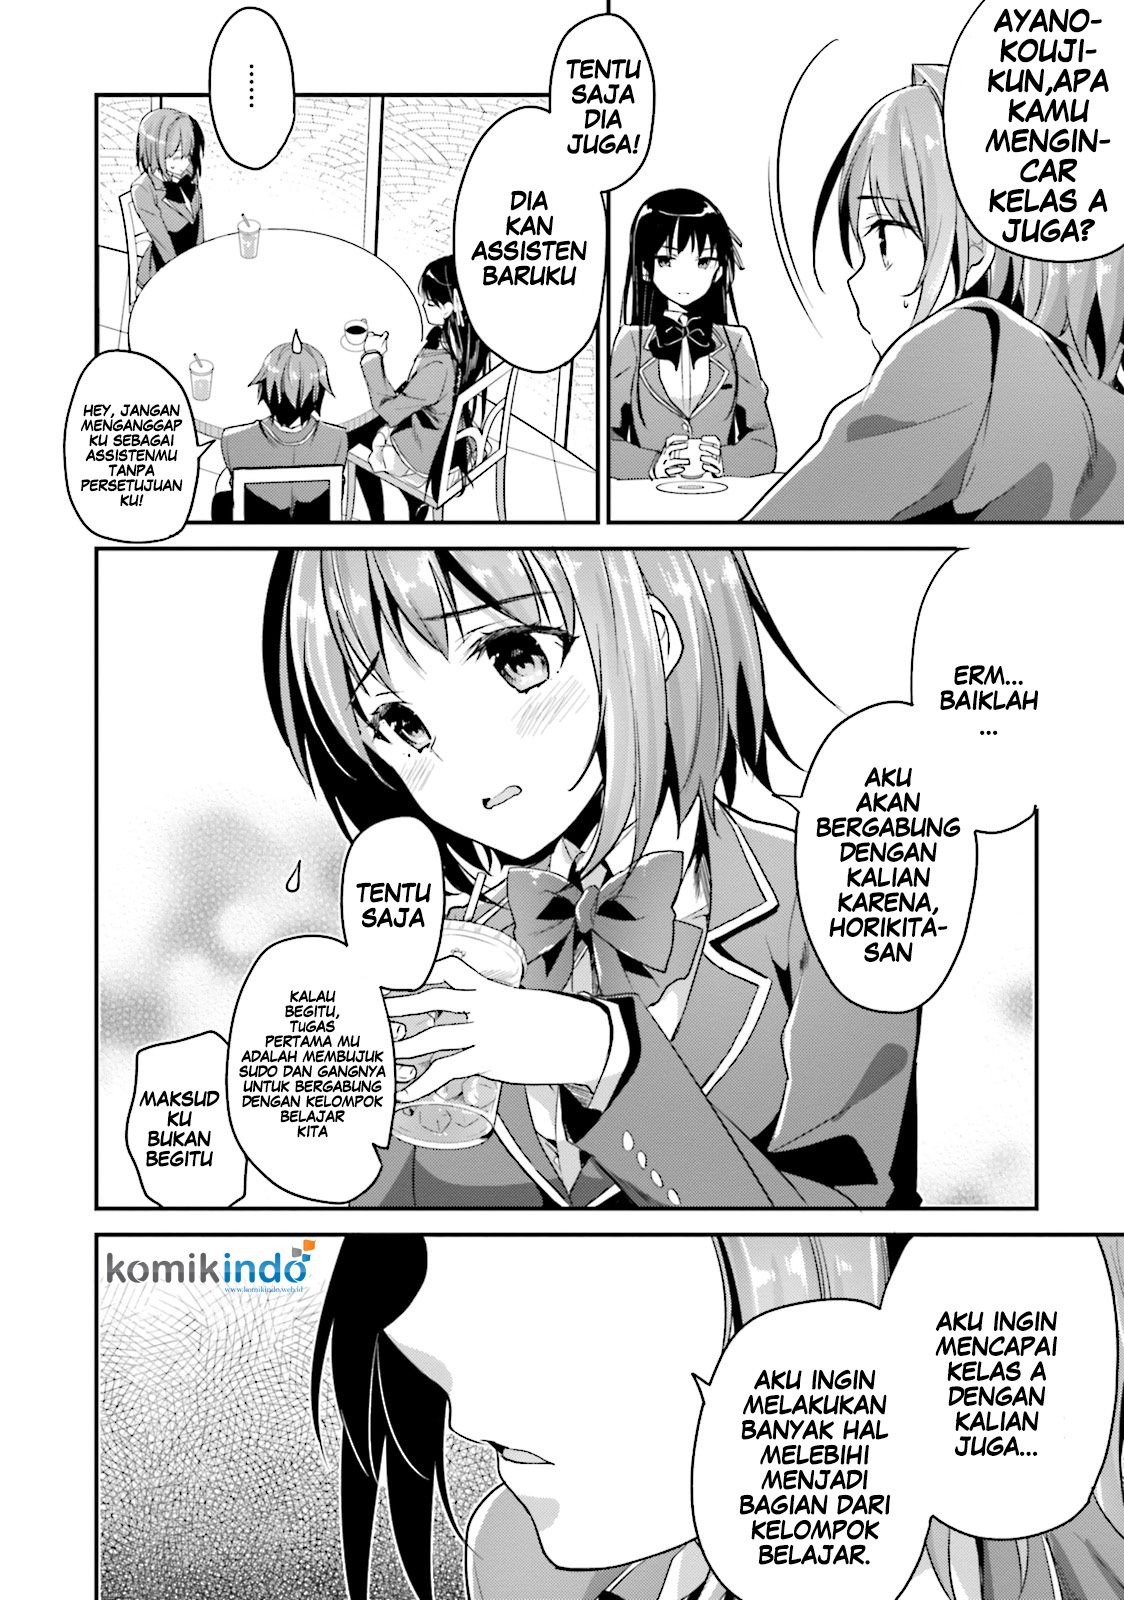 AYANO-
KOUJI-
KUN,APA
KAMU
MENGIN-
CAR
KELAS A
JUGA?
TENTU
SAJA
DIA
JUGA!
DIA
KAN
ASSISTEN
BARUKU
........
HEY, JANGAN
MENGANGGAP
KU SEBAGAI
ASSISTENMU
TANPA
PERSETUJUAN
KU!
ERM...
BAIKLAH
...
AKU
AKAN
BERGABUNG
DENGAN
KALIAN
KARENA,
HORIKITA-
SAN
TENTU
SAJA
KALAU
BEGITU,
TUGAS
PERTAMA MU
ADALAH MEMBUJUK
SUDO DAN GANGNYA
UNTUK BERGABUNG
DENGAN KELOMPOK
BELAJAR
KITA
MAKSUD
KU
BUKAN
BEGITU
komikindo
www.komikindo.web.id
AKU INGIN
MENCAPAI
KELAS A
DENGAN
KALIAN
JUGA...
AKU INGIN
MELAKUKAN
BANYAK HAL
MELEBIHI
MENJADI
BAGIAN DARI
KELOMPOK
BELAJAR.